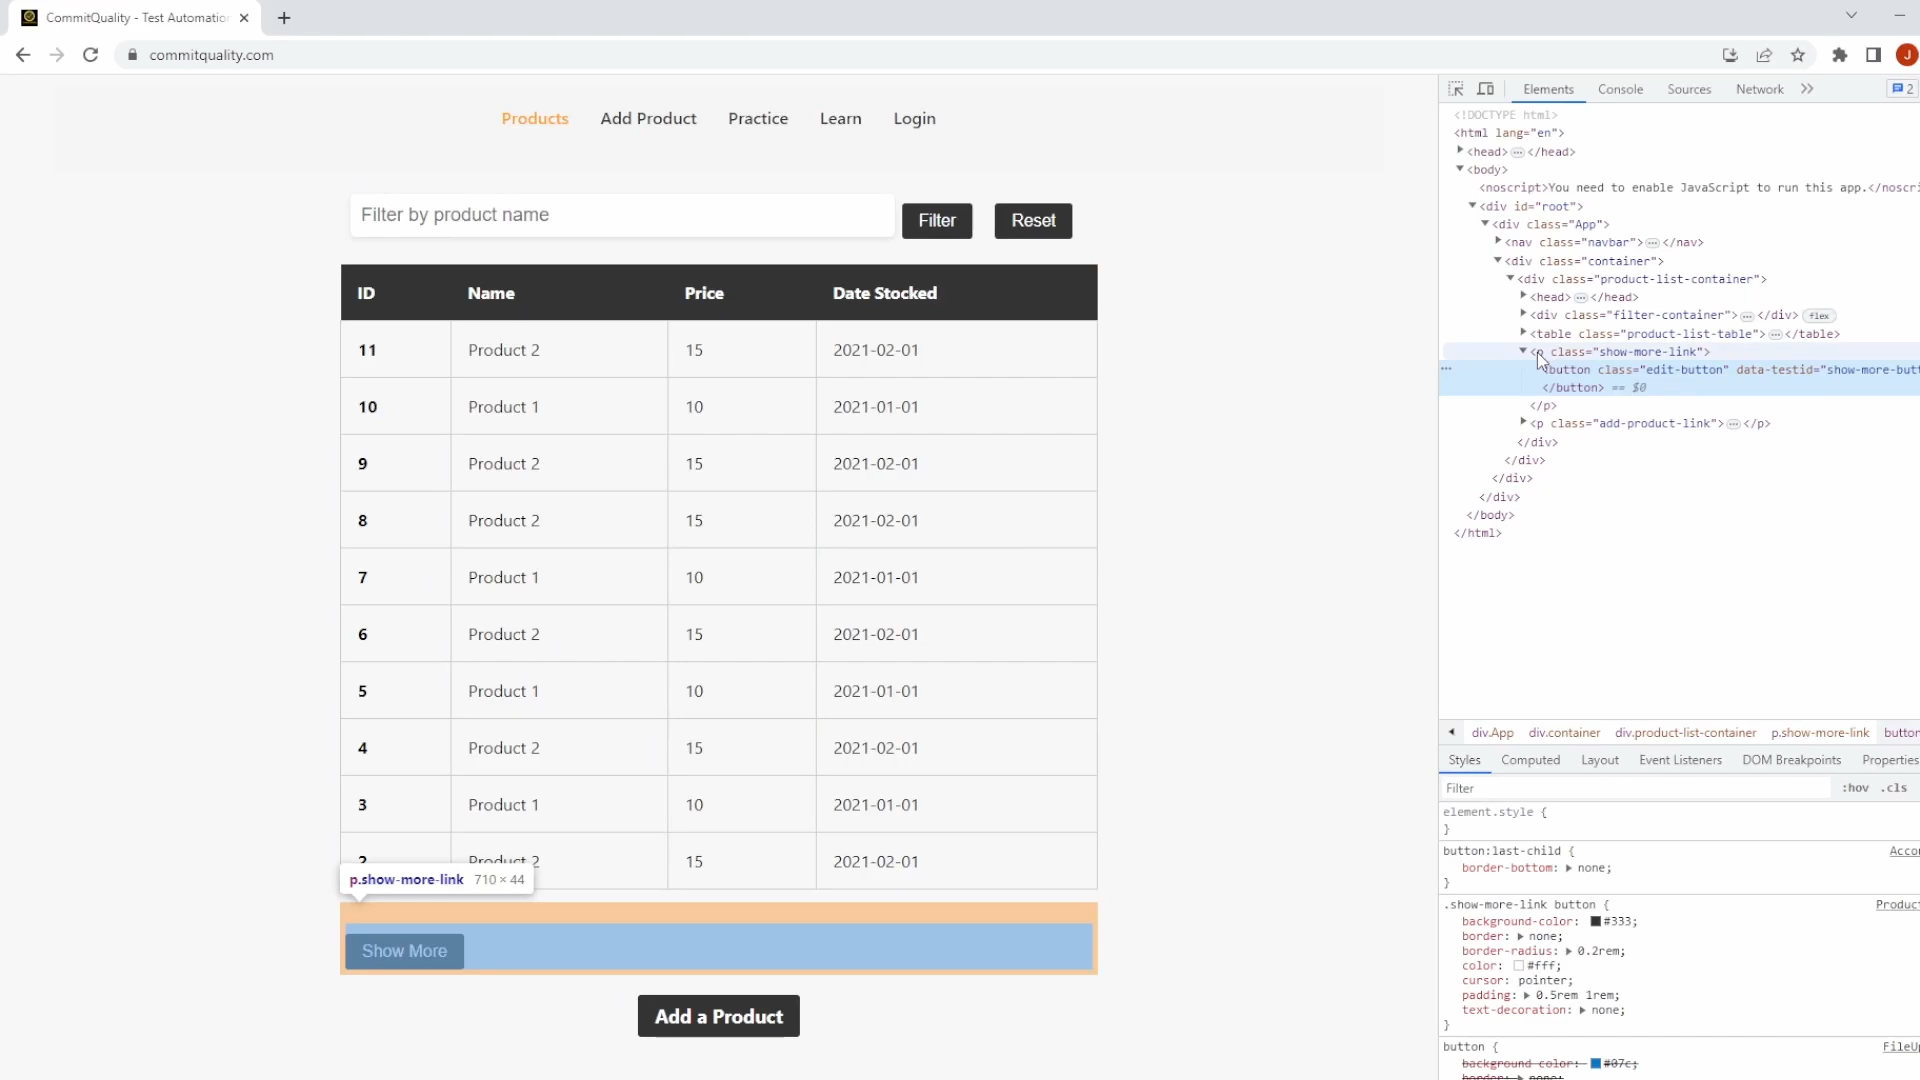 CommitQuality - Test Automation
commitquality.com
J
Products Add Product Practice Learn Login
Filter by product name Filter Reset
ID Name Price Date Stocked
11 Product 2 15 2021-02-01
10 Product 1 10 2021-01-01
9 Product 2 15 2021-02-01
8 Product 2 15 2021-02-01
7 Product 1 10 2021-01-01
6 Product 2 15 2021-02-01
5 Product 1 10 2021-01-01
4 Product 2 15 2021-02-01
3 Product 1 10 2021-01-01
2 Product 2 15 2021-02-01
p.show-more-link 710 × 44
Show More
Add a Product
Elements Console Sources Network 2
<!DOCTYPE html>
<html lang="en">
<head>…</head>
<body>
<noscript>You need to enable JavaScript to run this app.</noscri
<div id="root">
<div class="App">
<nav class="navbar">…</nav>
<div class="container">
<div class="product-list-container">
<head>…</head>
<div class="filter-container">…</div> flex
<table class="product-list-table">…</table>
<p class="show-more-link">
<button class="edit-button" data-testid="show-more-butt
</button> == $0
</p>
<p class="add-product-link">…</p>
</div>
</div>
</div>
</div>
</body>
</html>
div.App div.container div.product-list-container p.show-more-link button
Styles Computed Layout Event Listeners DOM Breakpoints Properties
Filter :hov .cls
element.style {
}
button:last-child { Accor
border-bottom: none;
}
.show-more-link button { Product
background-color: #333;
border: none;
border-radius: 0.2rem;
color: #fff;
cursor: pointer;
padding: 0.5rem 1rem;
text-decoration: none;
}
button { FileUp
background-color: #07c;
border: none;